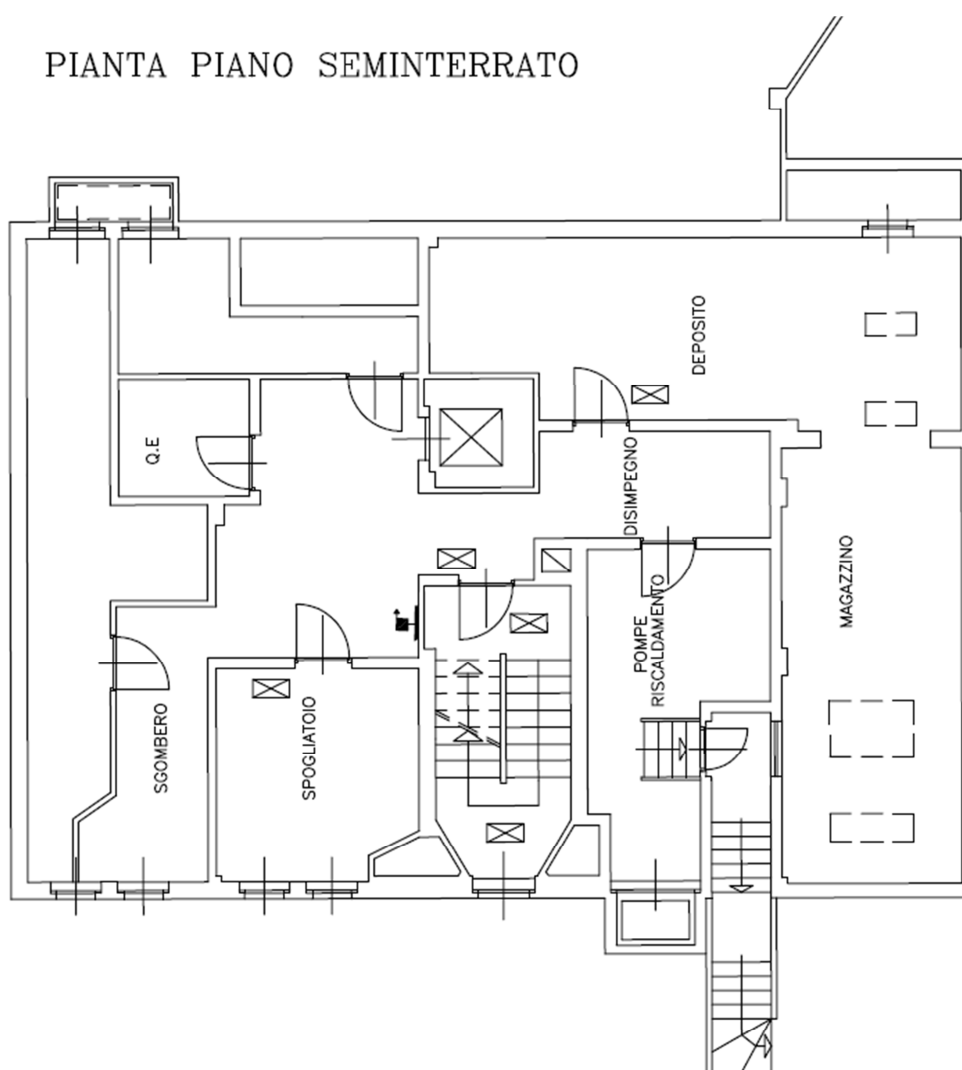 PIANTA PIANO SEMINTERRATO
DEPOSITO
Q.E
DISIMPEGNO
MAGAZZINO
POMPE
RISCALDAMENTO
SGOMBERO
SPOGLIATOIO